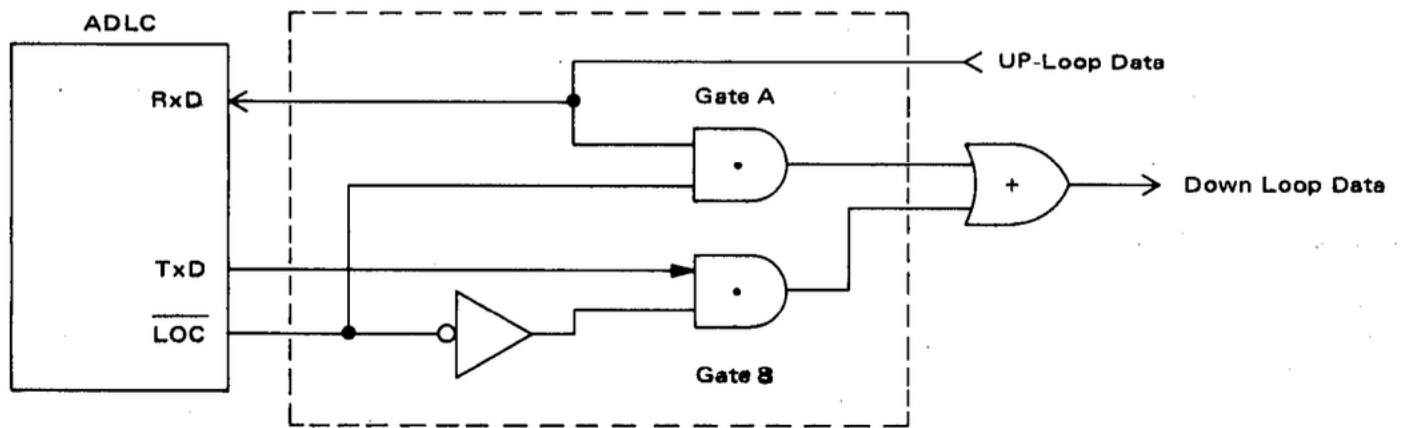 ADLC
UP-Loop Data
RxD
Gate A
+
Down Loop Data
TxD
LOC
Gate B